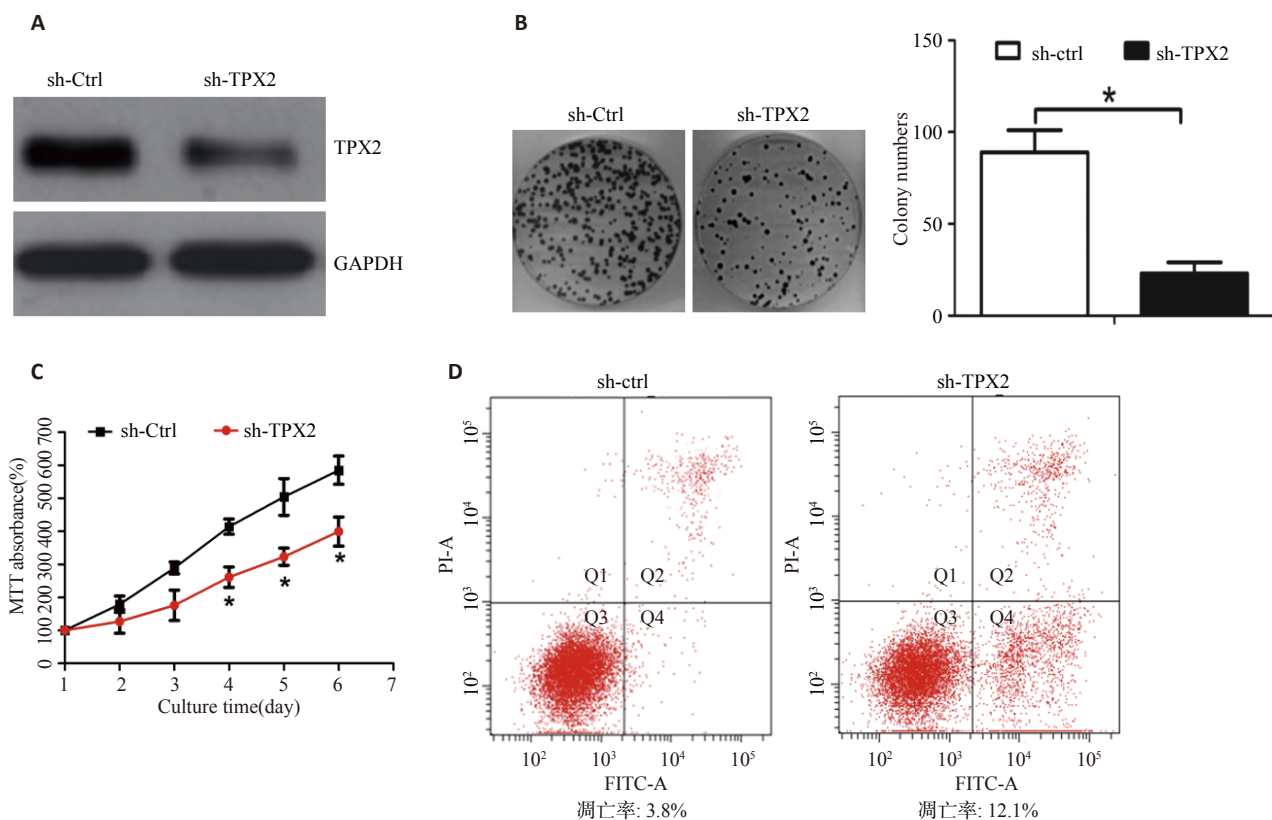 A
sh-Ctrl sh-TPX2
TPX2
GAPDH
B
sh-Ctrl sh-TPX2
150
100
50
0
Colony numbers
sh-ctrl sh-TPX2
*
C
sh-Ctrl sh-TPX2
MTT absorbance(%)
700
600
500
400
300
200
100
0
* * *
1 2 3 4 5 6 7
Culture time(day)
D
sh-ctrl
PI-A
10⁵
10⁴
10³
10²
Q1 Q2
Q3 Q4
10² 10³ 10⁴ 10⁵
FITC-A
凋亡率: 3.8%
sh-TPX2
PI-A
10⁵
10⁴
10³
10²
Q1 Q2
Q3 Q4
10² 10³ 10⁴ 10⁵
FITC-A
凋亡率: 12.1%